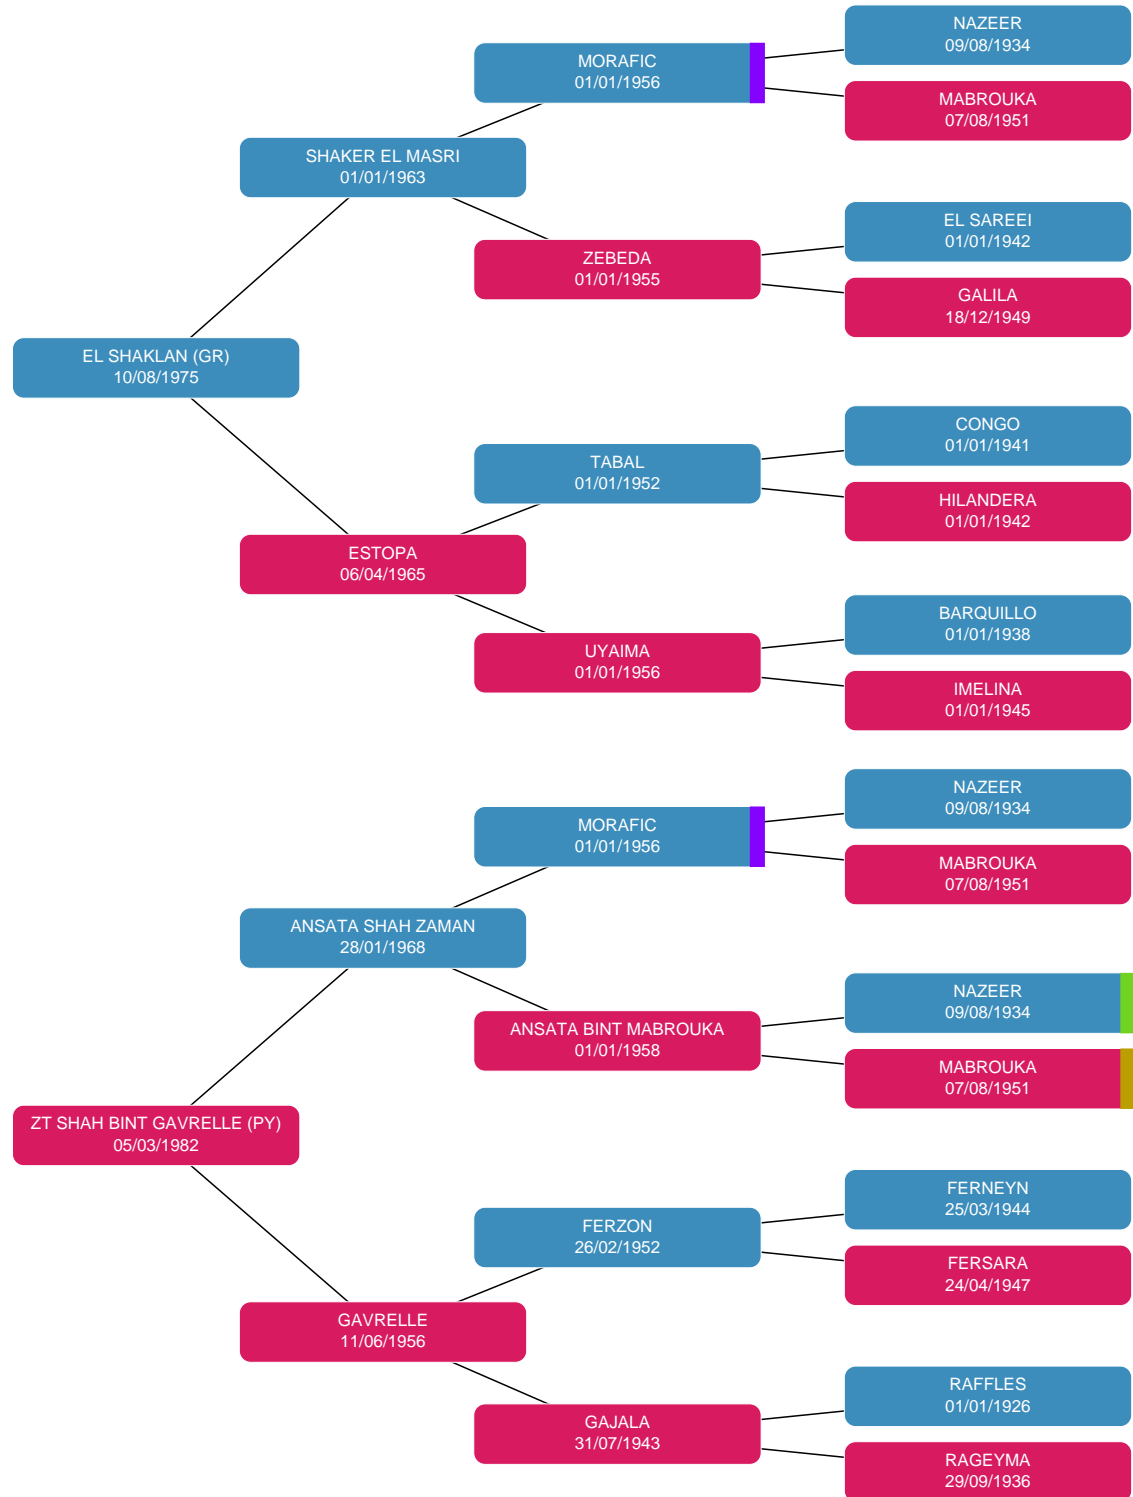 NAZEER
09/08/1934
MORAFIC
01/01/1956
MABROUKA
07/08/1951
SHAKER EL MASRI
01/01/1963
EL SAREEI
01/01/1942
ZEBEDA
01/01/1955
GALILA
18/12/1949
EL SHAKLAN (GR)
10/08/1975
CONGO
01/01/1941
TABAL
01/01/1952
HILANDERA
01/01/1942
ESTOPA
06/04/1965
BARQUILLO
01/01/1938
UYAIMA
01/01/1956
IMELINA
01/01/1945
NAZEER
09/08/1934
MORAFIC
01/01/1956
MABROUKA
07/08/1951
ANSATA SHAH ZAMAN
28/01/1968
NAZEER
09/08/1934
ANSATA BINT MABROUKA
01/01/1958
MABROUKA
07/08/1951
ZT SHAH BINT GAVRELLE (PY)
05/03/1982
FERNEYN
25/03/1944
FERZON
26/02/1952
FERSARA
24/04/1947
GAVRELLE
11/06/1956
RAFFLES
01/01/1926
GAJALA
31/07/1943
RAGEYMA
29/09/1936